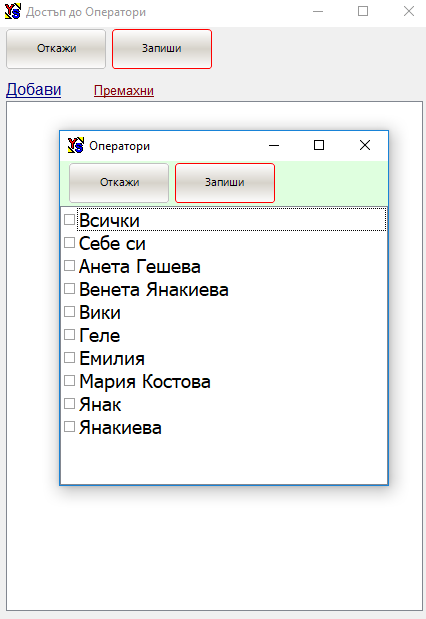 Достъп до Оператори
Откажи Запиши
Добави Премахни
Оператори
Откажи Запиши
Всички
Себе си
Анета Гешева
Венета Янакиева
Вики
Геле
Емилия
Мария Костова
Янак
Янакиева